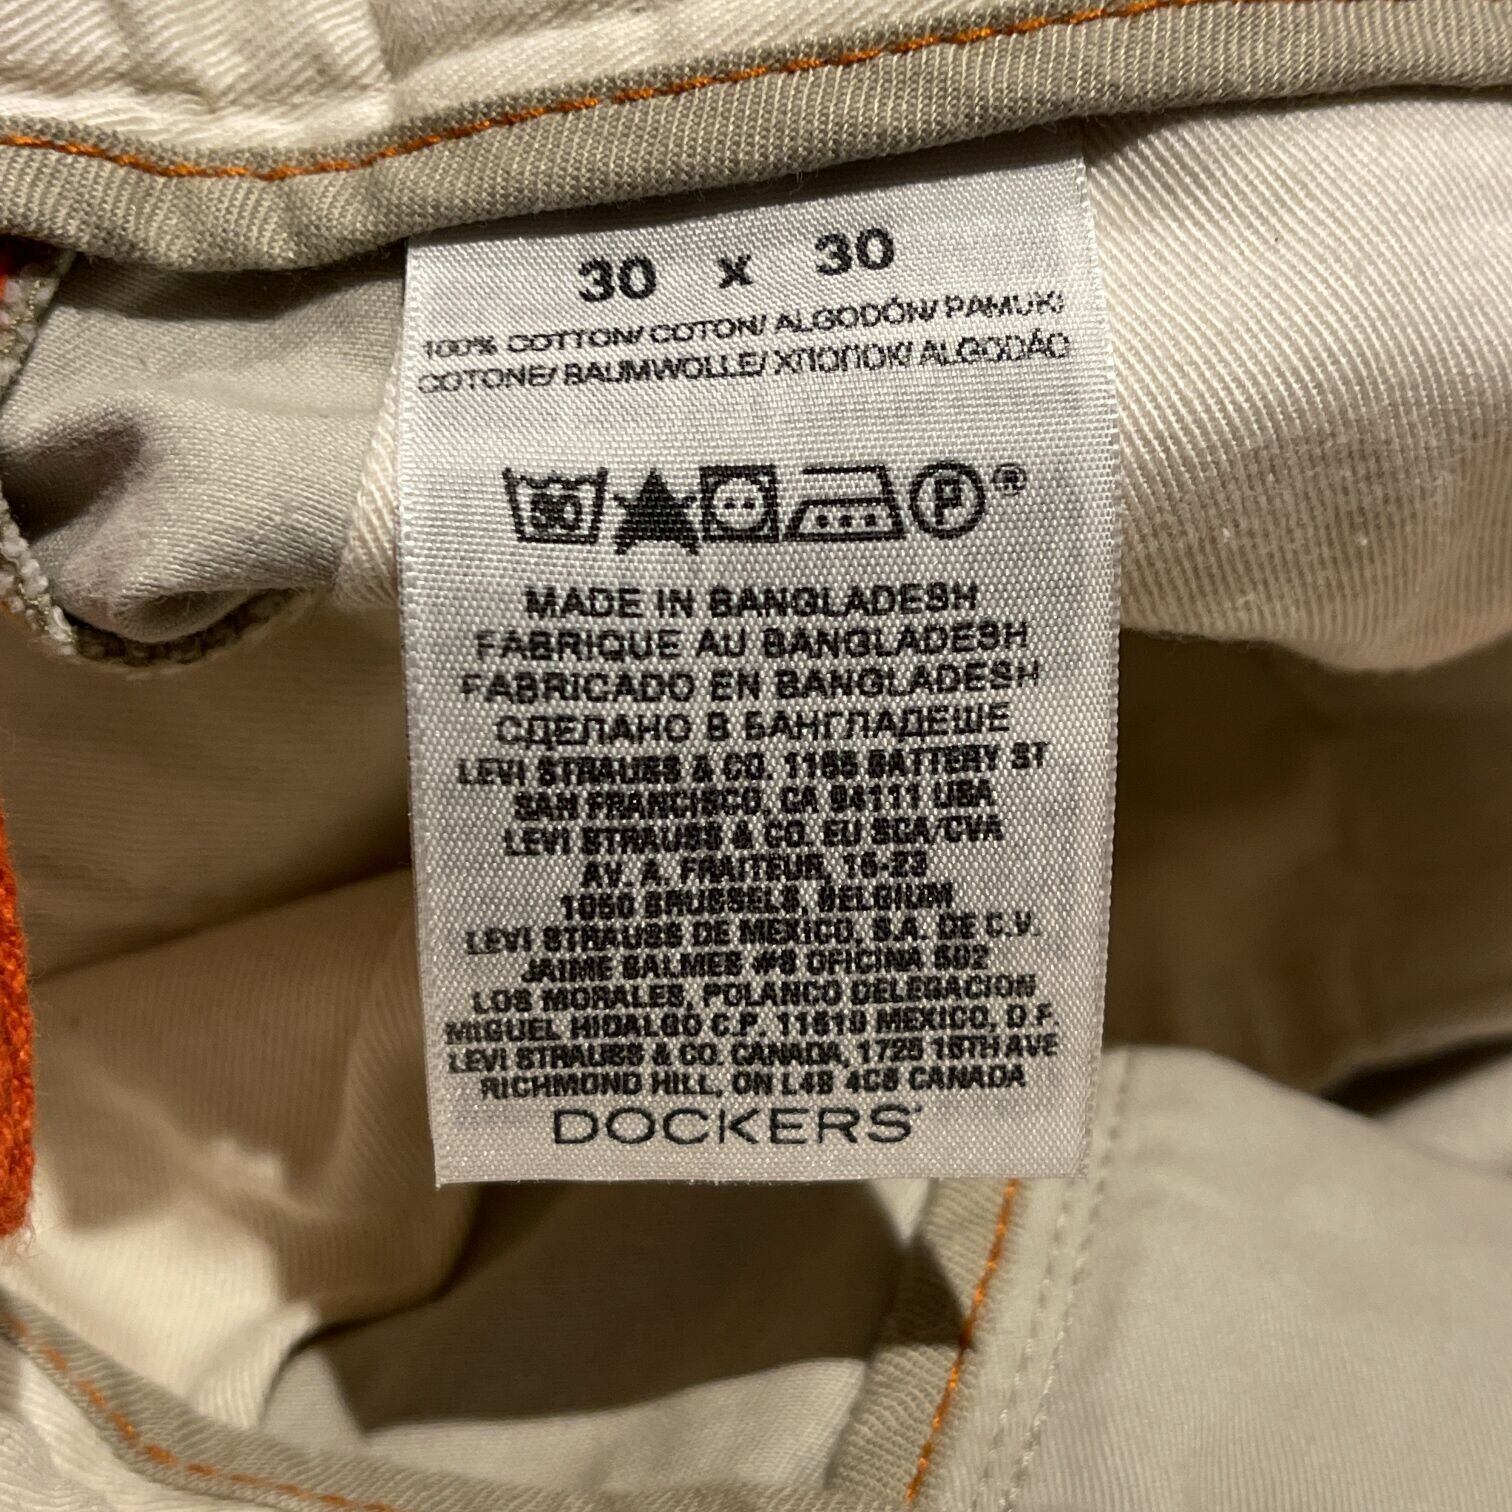 30 x 30
100% COTTON/ COTON/ ALGODÓN/ PAMUK/
COTONE/ BAUMWOLLE/ ХЛОПОК/ ALGODÃO
P ®
MADE IN BANGLADESH
FABRIQUE AU BANGLADESH
FABRICADO EN BANGLADESH
СДЕЛАНО В БАНГЛАДЕШЕ
LEVI STRAUSS & CO. 1155 BATTERY ST
SAN FRANCISCO, CA 94111 USA
LEVI STRAUSS & CO. EU SCA/CVA
AV. A. FRAITEUR, 15-23
1050 BRUSSELS, BELGIUM
LEVI STRAUSS DE MEXICO, S.A. DE C.V.
JAIME BALMES #8 OFICINA 502
LOS MORALES, POLANCO DELEGACION
MIGUEL HIDALGO C.P. 11510 MEXICO, D.F.
LEVI STRAUSS & CO. CANADA, 1725 16TH AVE
RICHMOND HILL, ON L4B 4C6 CANADA
DOCKERS